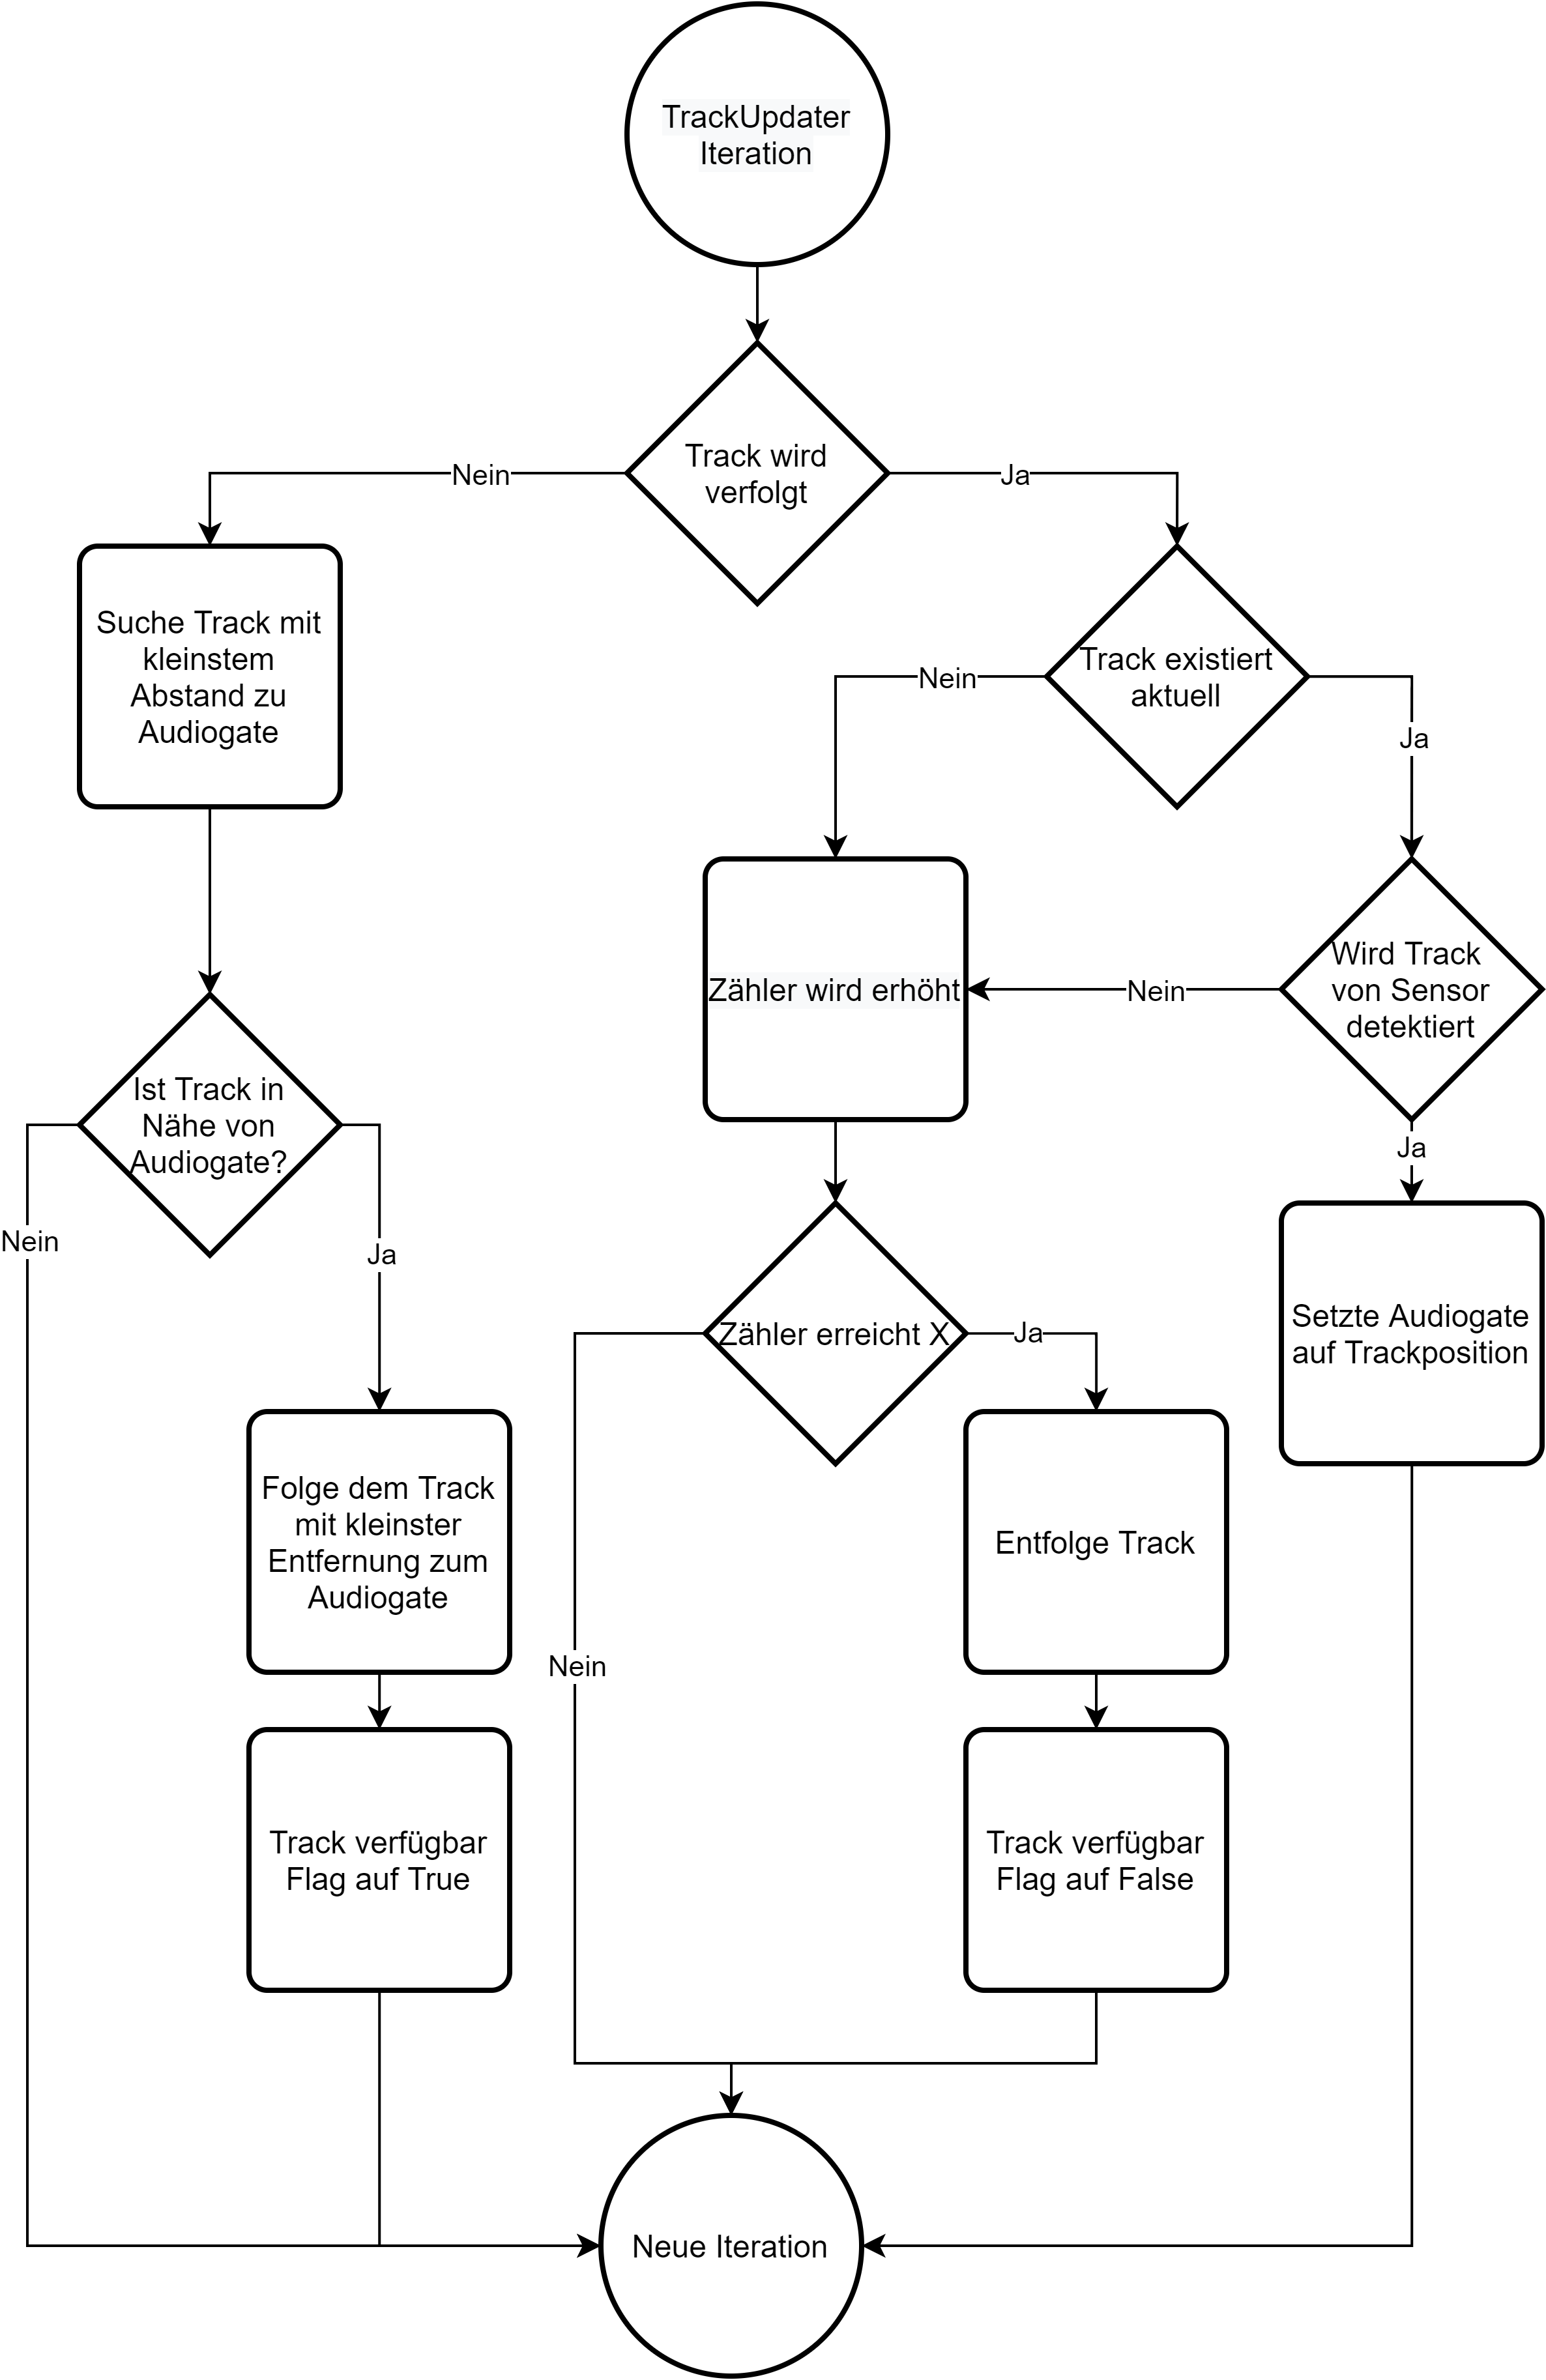 TrackUpdater
Iteration
Track wird
verfolgt
Nein
Ja
Suche Track mit
kleinstem
Abstand zu
Audiogate
Track existiert
aktuell
Nein
Ja
Zähler wird erhöht
Nein
Wird Track
von Sensor
detektiert
Ist Track in
Nähe von
Audiogate?
Nein
Ja
Ja
Zähler erreicht X
Ja
Nein
Setzte Audiogate
auf Trackposition
Folge dem Track
mit kleinster
Entfernung zum
Audiogate
Entfolge Track
Track verfügbar
Flag auf True
Track verfügbar
Flag auf False
Neue Iteration